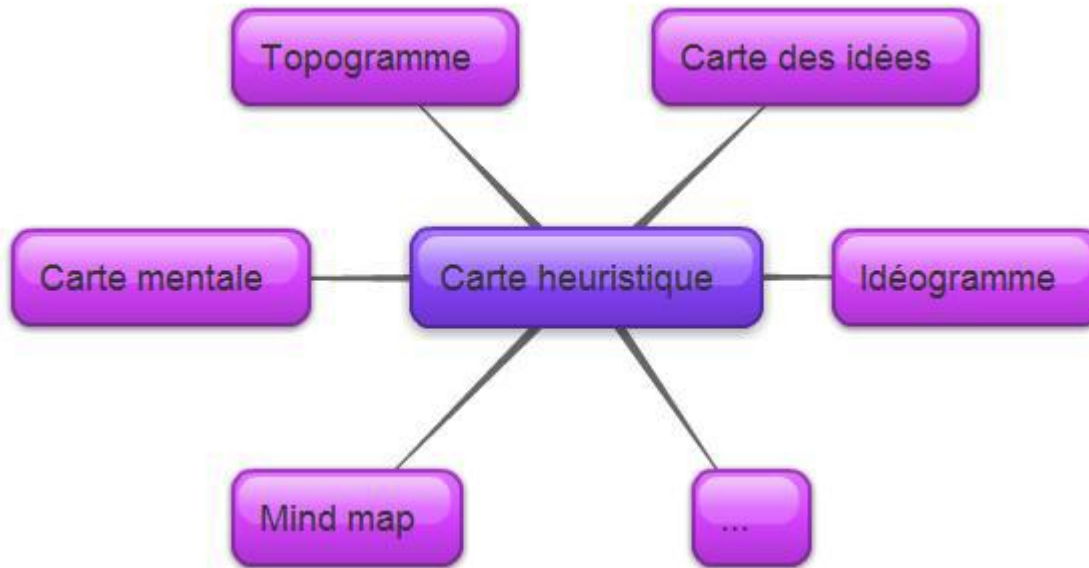 Topogramme
Carte des idées
Carte mentale
Carte heuristique
Idéogramme
Mind map
...